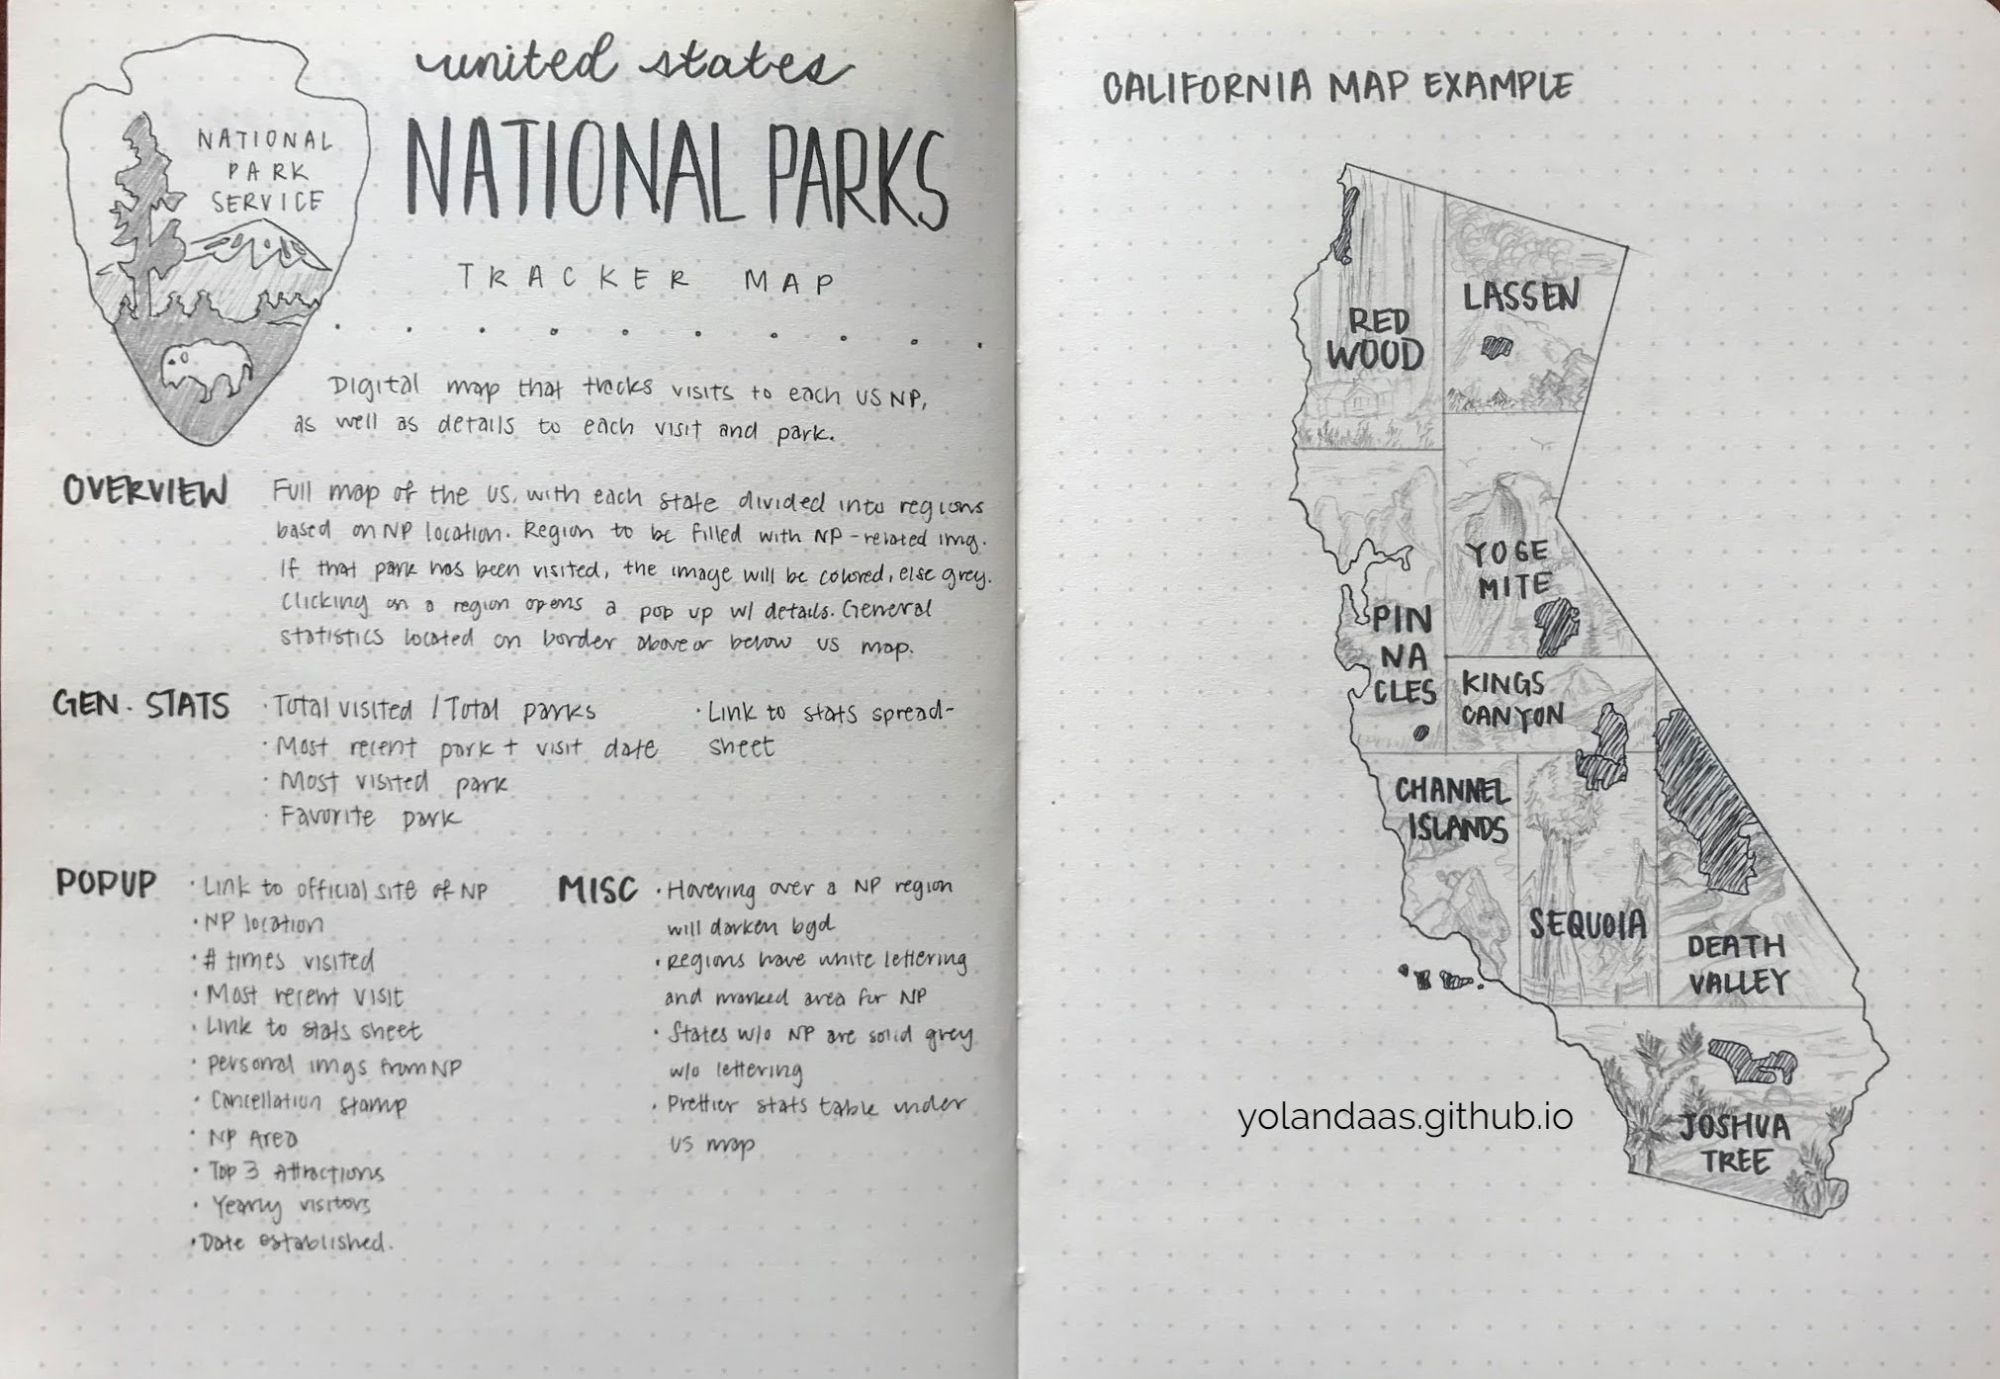 NATIONAL
PARK
SERVICE
united states
NATIONAL PARKS
TRACKER MAP
Digital map that tracks visits to each US NP,
as well as details to each visit and park.
OVERVIEW
Full map of the US, with each state divided into regions
based on NP location. Region to be filled with NP-related img.
If that park has been visited, the image will be colored, else grey.
Clicking on a region opens a pop up w/ details. General
statistics located on border above or below US map.
GEN. STATS
· Total visited / Total parks
· Most recent park + visit date
· Most visited park
· Favorite park
· Link to stats spread-
sheet
POPUP
· Link to official site of NP
· NP location
· # times visited
· Most recent visit
· Link to stats sheet
· Personal imgs from NP
· Cancellation stamp
· NP Area
· Top 3 Attractions
· Yearly visitors
· Date established.
MISC
· Hovering over a NP region
will darken bgd
· Regions have white lettering
and marked area for NP
· States w/o NP are solid grey
w/o lettering
· Prettier stats table under
US map
CALIFORNIA MAP EXAMPLE
RED
WOOD
LASSEN
YOSE
MITE
PIN
NA
CLES
KINGS
CANYON
CHANNEL
ISLANDS
SEQUOIA
DEATH
VALLEY
JOSHUA
TREE
yolandaas.github.io